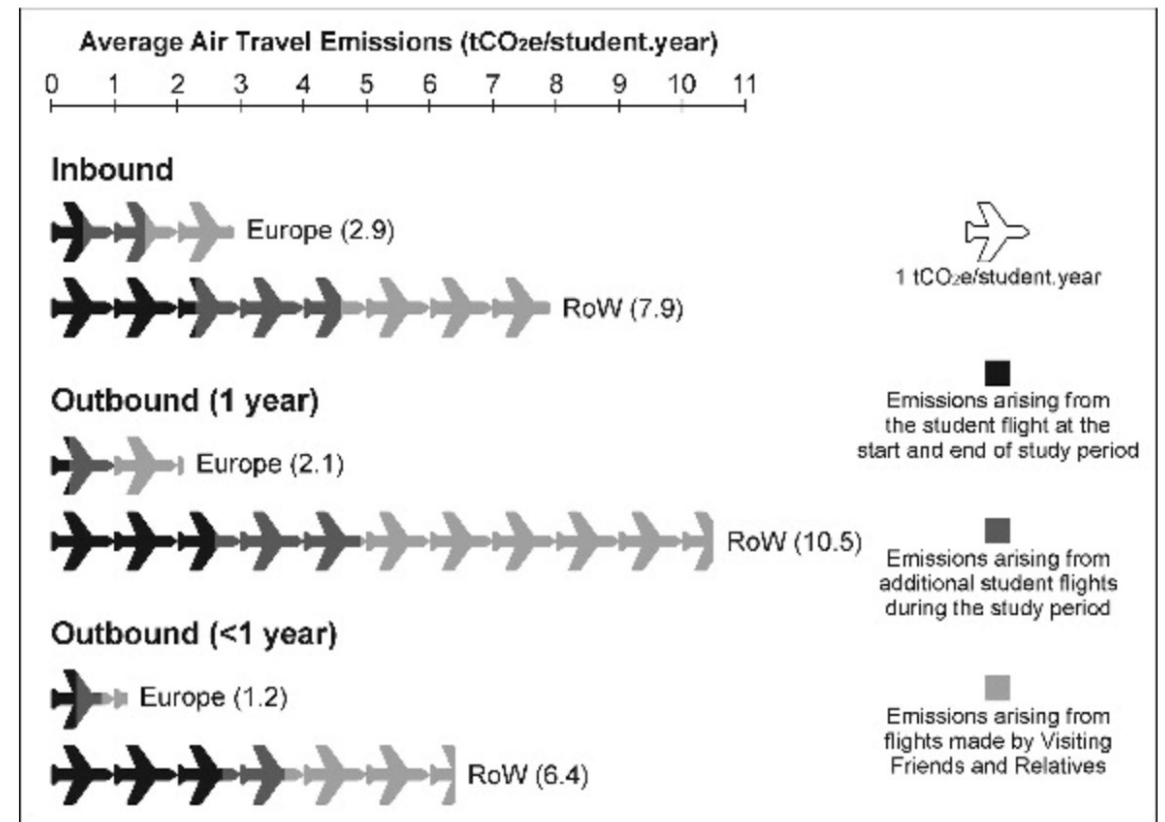 Average Air Travel Emissions (tCO₂e/student.year)
0 1 2 3 4 5 6 7 8 9 10 11
Inbound
Europe (2.9)
RoW (7.9)
Outbound (1 year)
Europe (2.1)
RoW (10.5)
Outbound (<1 year)
Europe (1.2)
RoW (6.4)
1 tCO₂e/student.year
Emissions arising from
the student flight at the
start and end of study period
Emissions arising from
additional student flights
during the study period
Emissions arising from
flights made by Visiting
Friends and Relatives